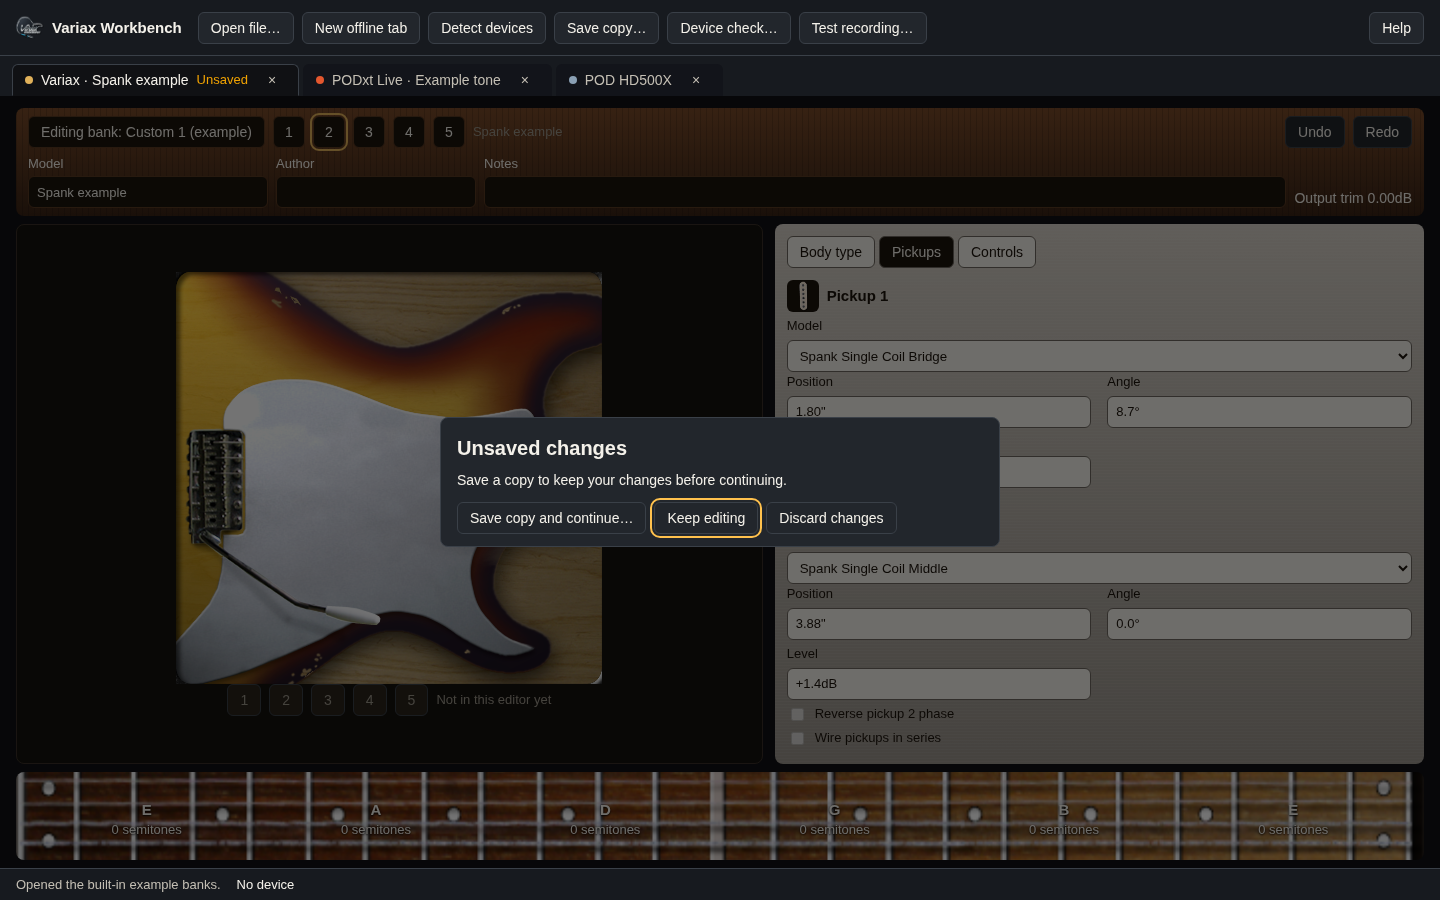 Variax Workbench
Open file…
New offline tab
Detect devices
Save copy…
Device check…
Test recording…
Help
Variax · Spank example Unsaved ×
PODxt Live · Example tone ×
POD HD500X ×
Editing bank: Custom 1 (example)
1 2 3 4 5
Spank example
Undo
Redo
Model
Author
Notes
Spank example
Output trim 0.00dB
Body type
Pickups
Controls
Pickup 1
Model
Spank Single Coil Bridge
Position
Angle
1.80"
8.7°
Unsaved changes
Save a copy to keep your changes before continuing.
Save copy and continue…
Keep editing
Discard changes
Spank Single Coil Middle
Position
Angle
3.88"
0.0°
Level
+1.4dB
Reverse pickup 2 phase
Wire pickups in series
1 2 3 4 5
Not in this editor yet
E A D G B E
0 semitones 0 semitones 0 semitones 0 semitones 0 semitones 0 semitones
Opened the built-in example banks. No device